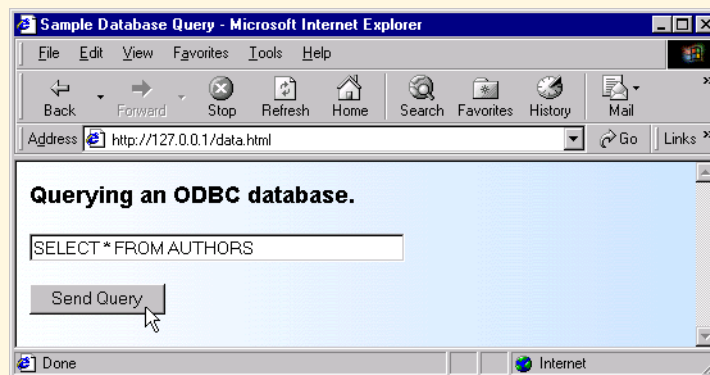 Sample Database Query - Microsoft Internet Explorer
File Edit View Favorites Tools Help
Back Forward Stop Refresh Home Search Favorites History Mail »
Address http://127.0.0.1/data.html Go Links »
Querying an ODBC database.
SELECT * FROM AUTHORS
Send Query
Done Internet